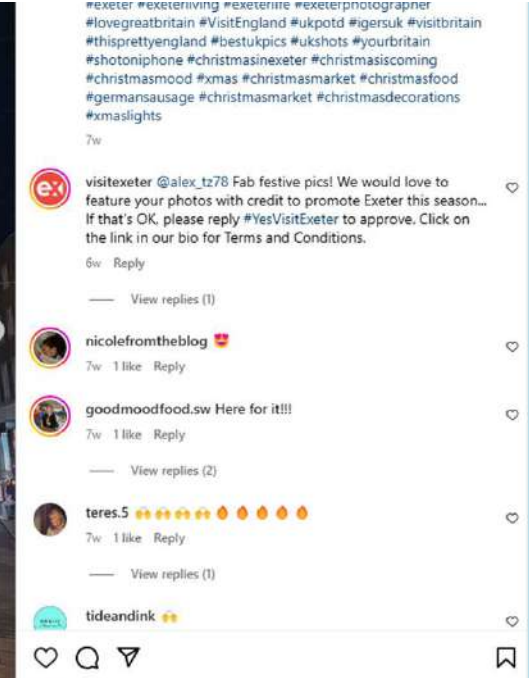 #exeter #exeterliving #exeterlife #exeterphotographer
#lovegreatbritain #VisitEngland #ukpotd #igersuk #visitbritain
#thisprettyengland #bestukpics #ukshots #yourbritain
#shotoniphone #christmasinexeter #christmasiscoming
#christmasmood #xmas #christmasmarket #christmasfood
#germansausage #christmasmarket #christmasdecorations
#xmaslights
7w
ex
visitexeter @alex_tz78 Fab festive pics! We would love to
feature your photos with credit to promote Exeter this season...
If that's OK, please reply #YesVisitExeter to approve. Click on
the link in our bio for Terms and Conditions.
6w Reply
View replies (1)
nicolefromtheblog 😍
7w 1 like Reply
goodmoodfood.sw Here for it!!!
7w 1 like Reply
View replies (2)
teres.5 🙌🙌🙌🙌🔥🔥🔥🔥🔥
7w 1 like Reply
View replies (1)
tideandink 🙌